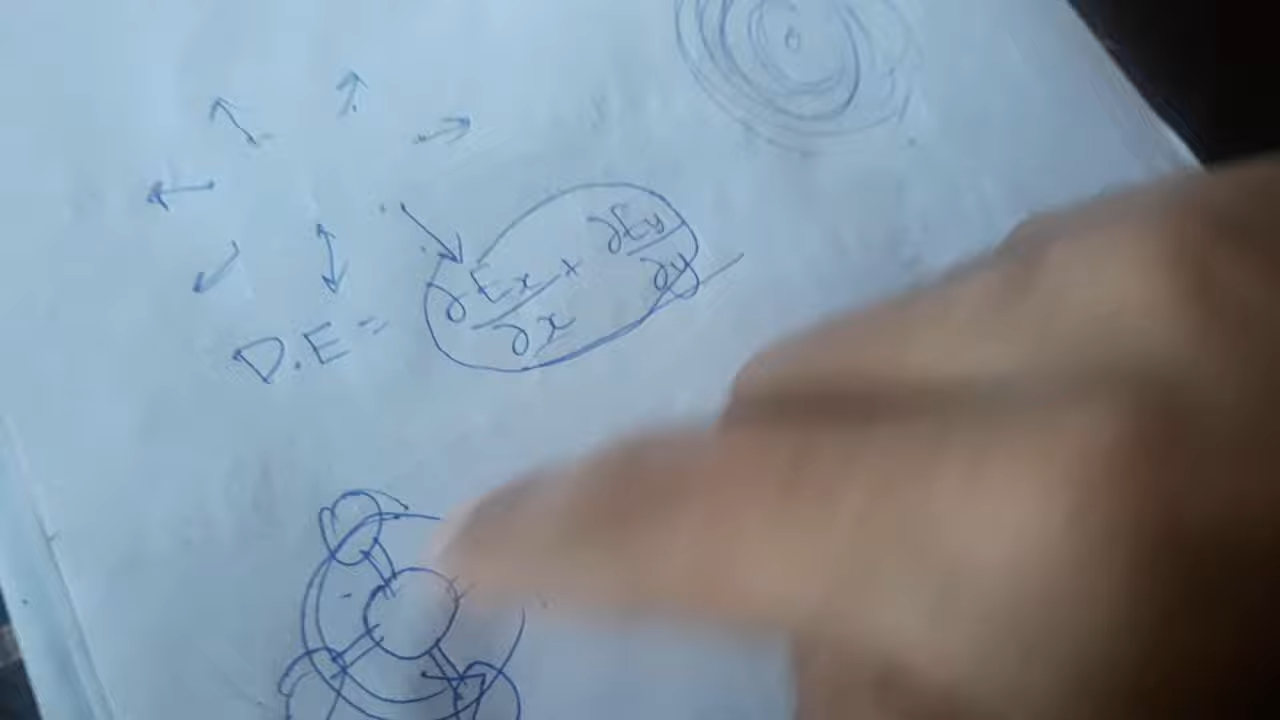 D.E = ∂Ex/∂x + ∂Ey/∂y